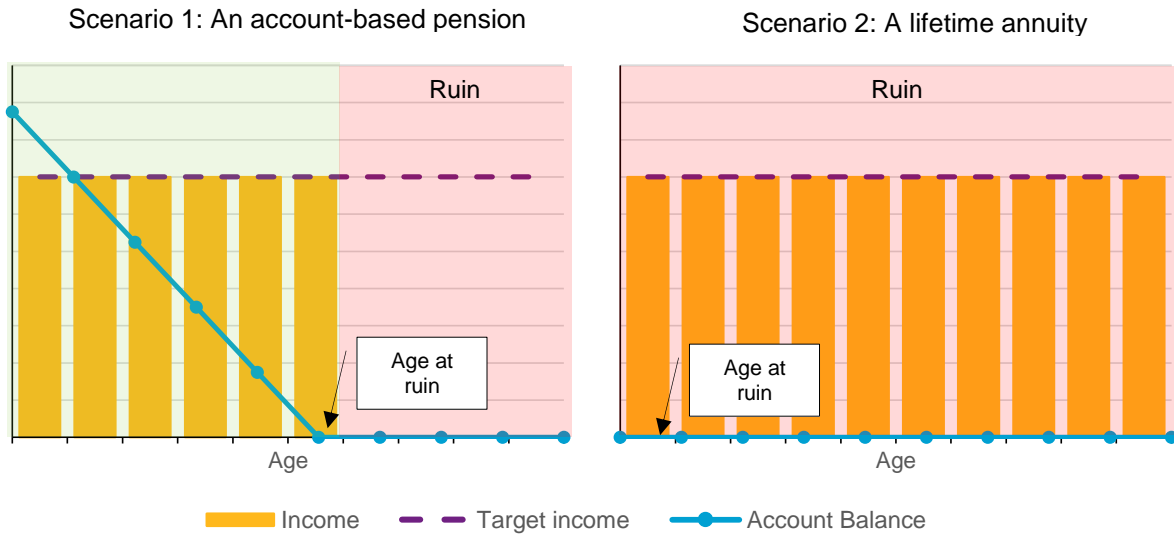 Scenario 1: An account-based pension
Scenario 2: A lifetime annuity
Ruin
Ruin
Age at
ruin
Age at
ruin
Age
Age
Income
Target income
Account Balance